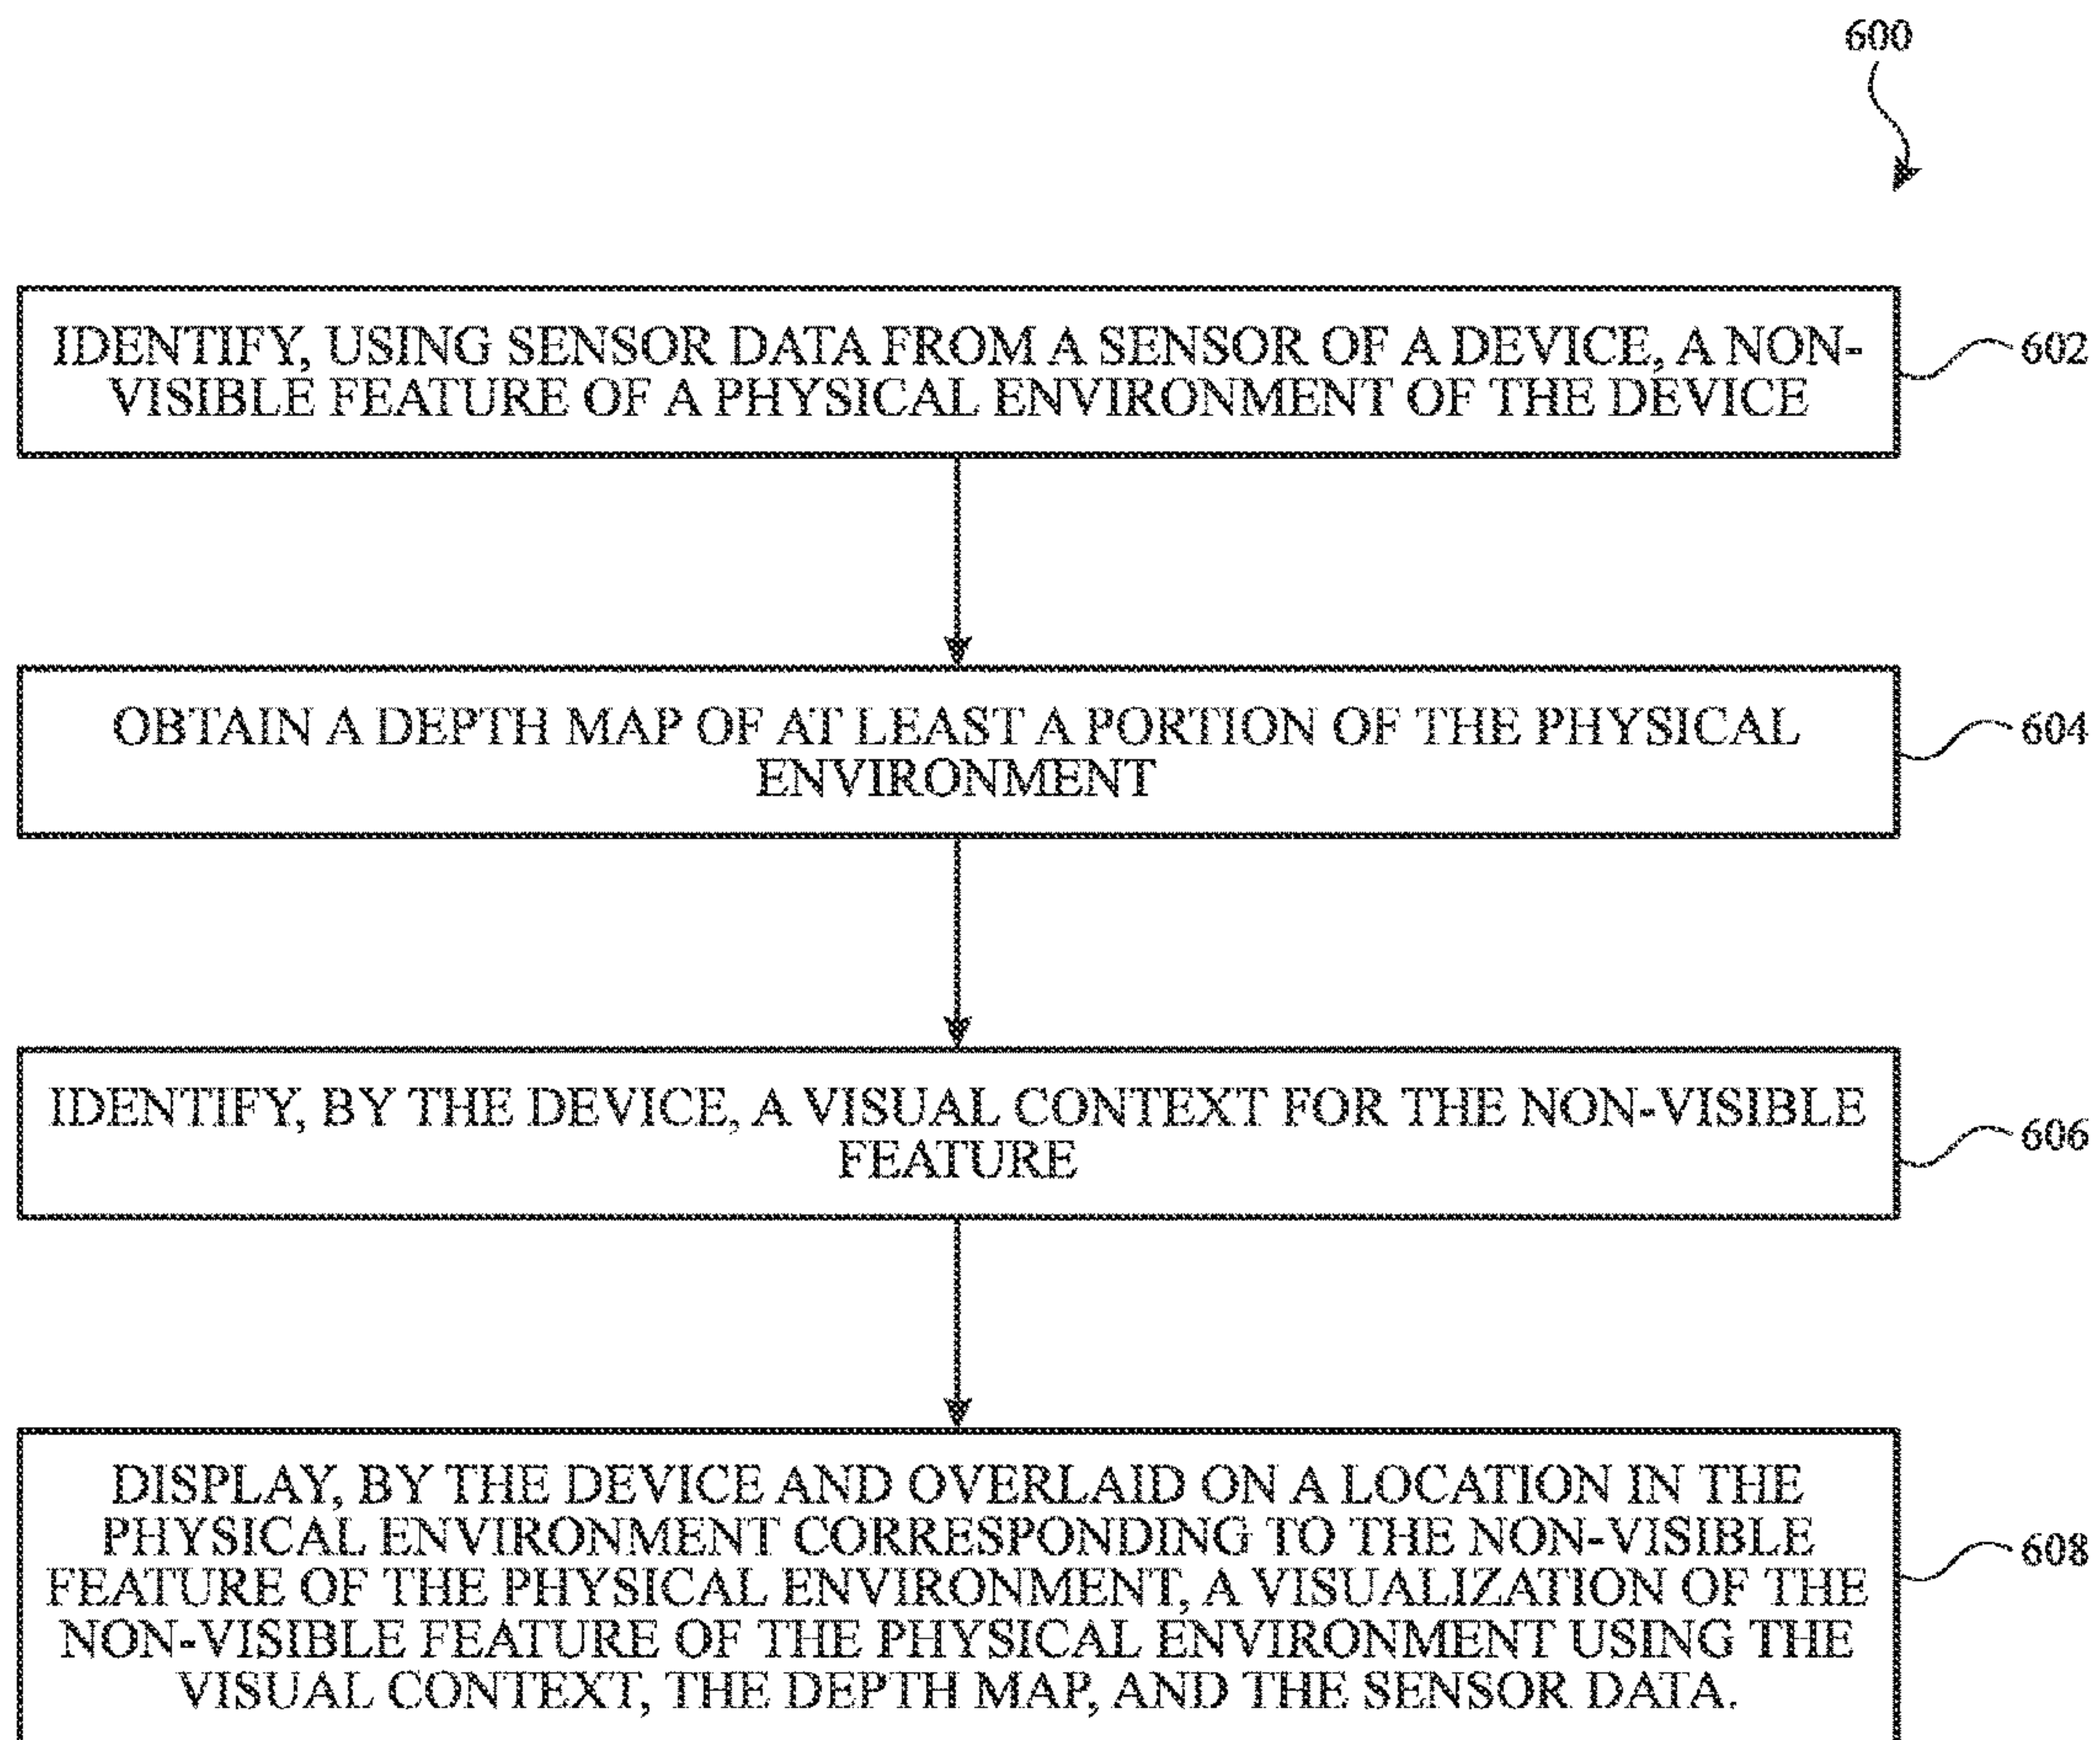 600
IDENTIFY, USING SENSOR DATA FROM A SENSOR OF A DEVICE, A NON-
VISIBLE FEATURE OF A PHYSICAL ENVIRONMENT OF THE DEVICE
602
OBTAIN A DEPTH MAP OF AT LEAST A PORTION OF THE PHYSICAL
ENVIRONMENT
604
IDENTIFY, BY THE DEVICE, A VISUAL CONTEXT FOR THE NON-VISIBLE
FEATURE
606
DISPLAY, BY THE DEVICE AND OVERLAID ON A LOCATION IN THE
PHYSICAL ENVIRONMENT CORRESPONDING TO THE NON-VISIBLE
FEATURE OF THE PHYSICAL ENVIRONMENT, A VISUALIZATION OF THE
NON-VISIBLE FEATURE OF THE PHYSICAL ENVIRONMENT USING THE
VISUAL CONTEXT, THE DEPTH MAP, AND THE SENSOR DATA.
608